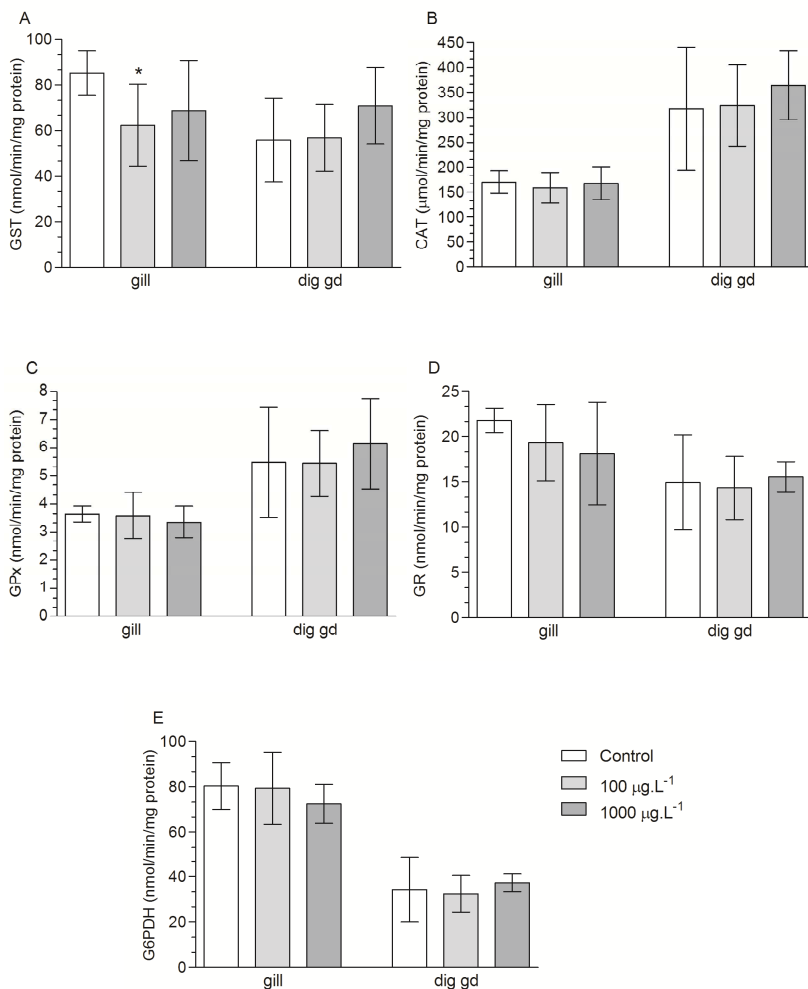 A
GST (nmol/min/mg protein)
100
80
60
40
20
0
*
gill
dig gd
B
CAT (μmol/min/mg protein)
450
400
350
300
250
200
150
100
50
0
gill
dig gd
C
GPx (nmol/min/mg protein)
8
7
6
5
4
3
2
1
0
gill
dig gd
D
GR (nmol/min/mg protein)
25
20
15
10
5
0
gill
dig gd
E
G6PDH (nmol/min/mg protein)
100
80
60
40
20
0
gill
dig gd
Control
100 μg.L⁻¹
1000 μg.L⁻¹